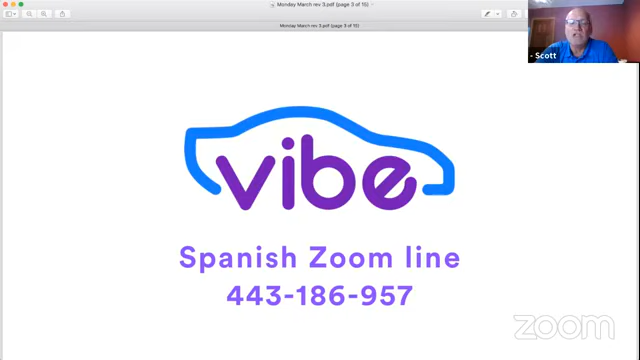 Monday March rev 3.pdf (page 3 of 15)
Monday March rev 3.pdf (page 3 of 15)
- Scott
vibe
Spanish Zoom line
443-186-957
zoom